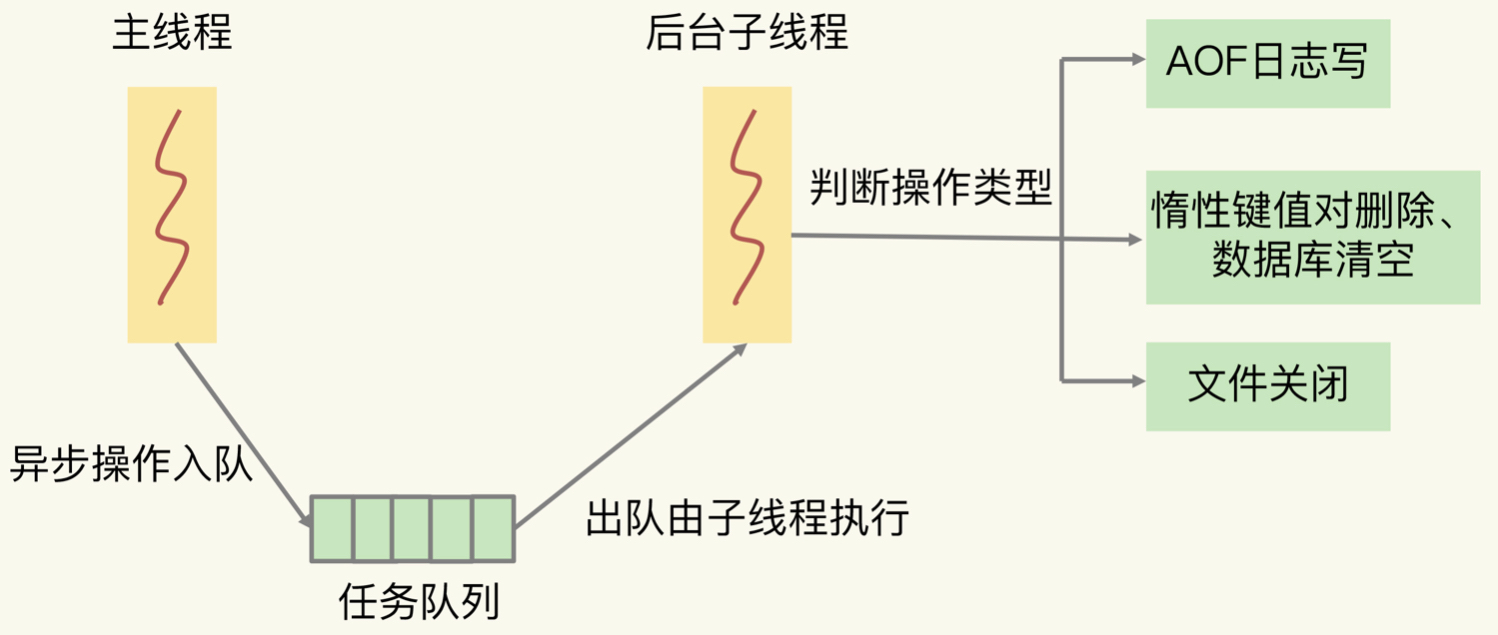 主线程
后台子线程
AOF日志写
判断操作类型
惰性键值对删除、
数据库清空
文件关闭
异步操作入队
出队由子线程执行
任务队列